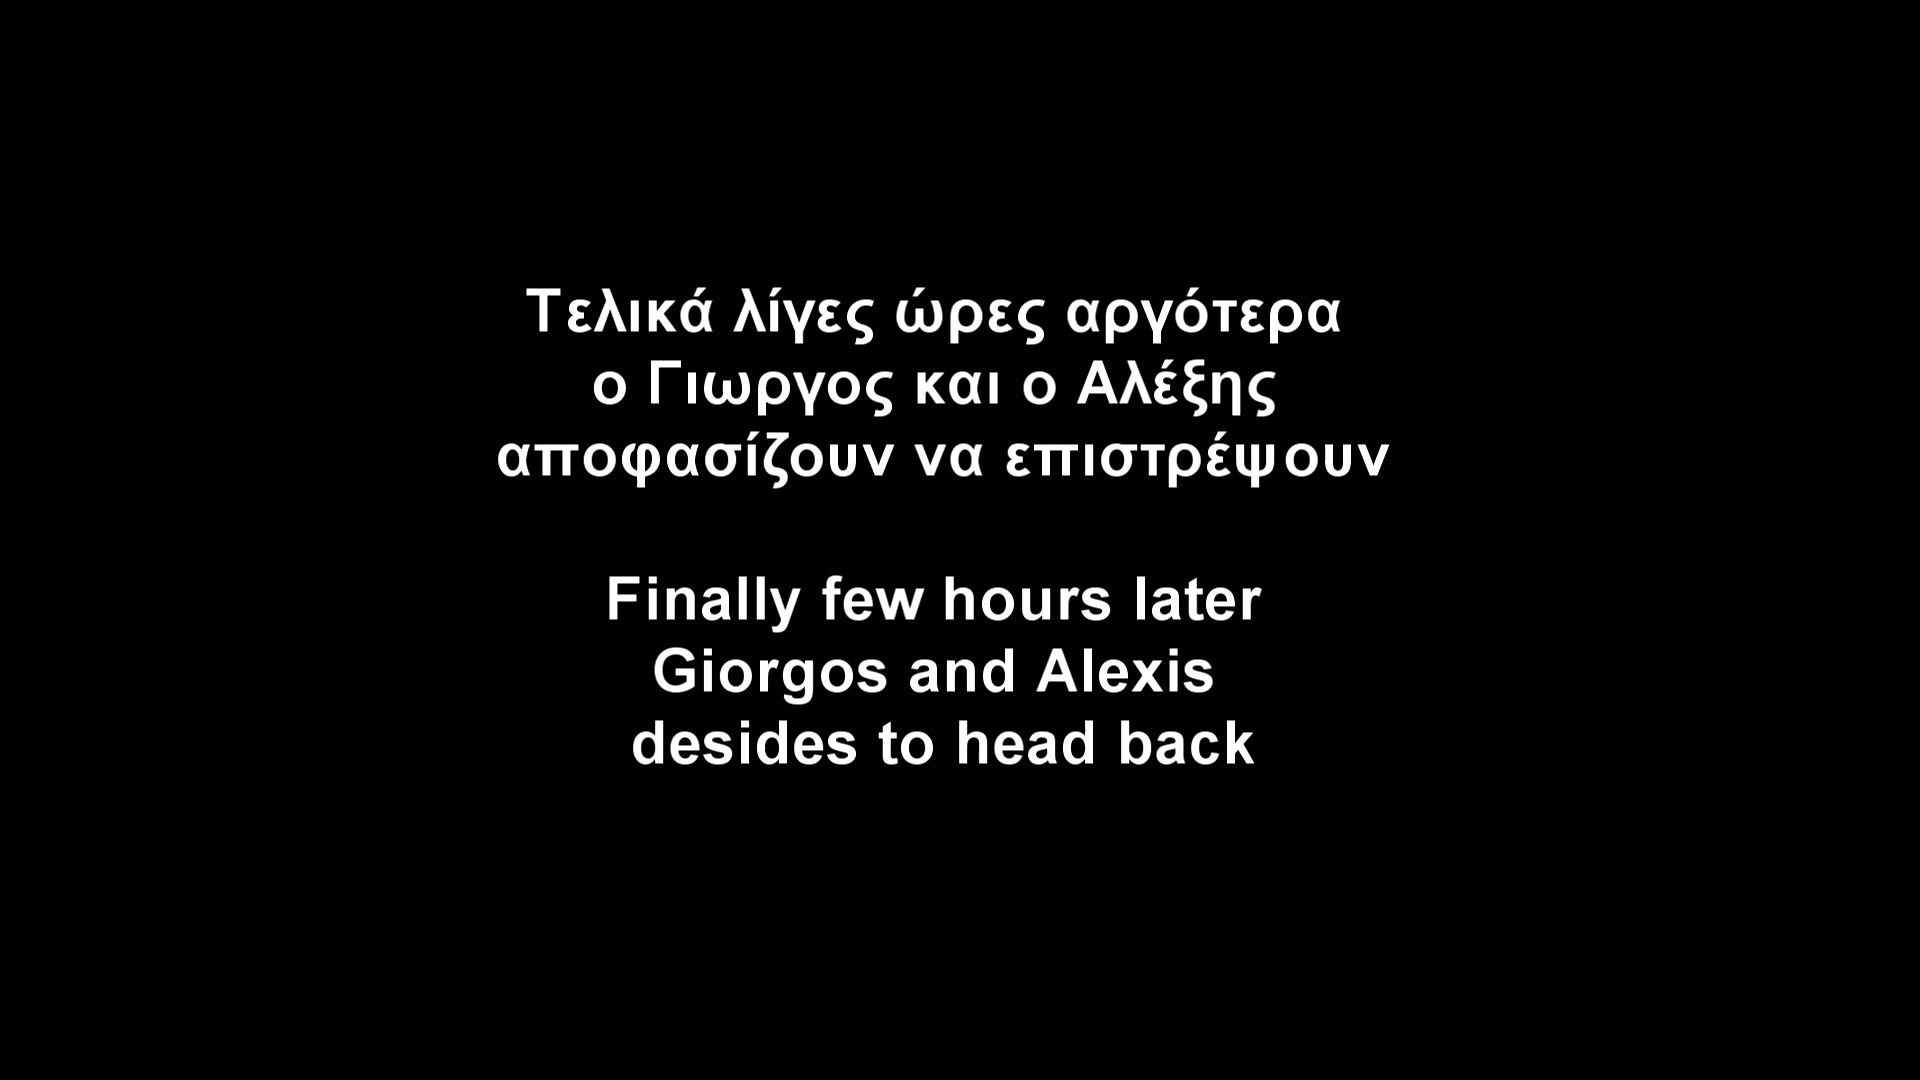 Τελικά λίγες ώρες αργότερα
ο Γιωργος και ο Αλέξης
αποφασίζουν να επιστρέψουν
Finally few hours later
Giorgos and Alexis
desides to head back